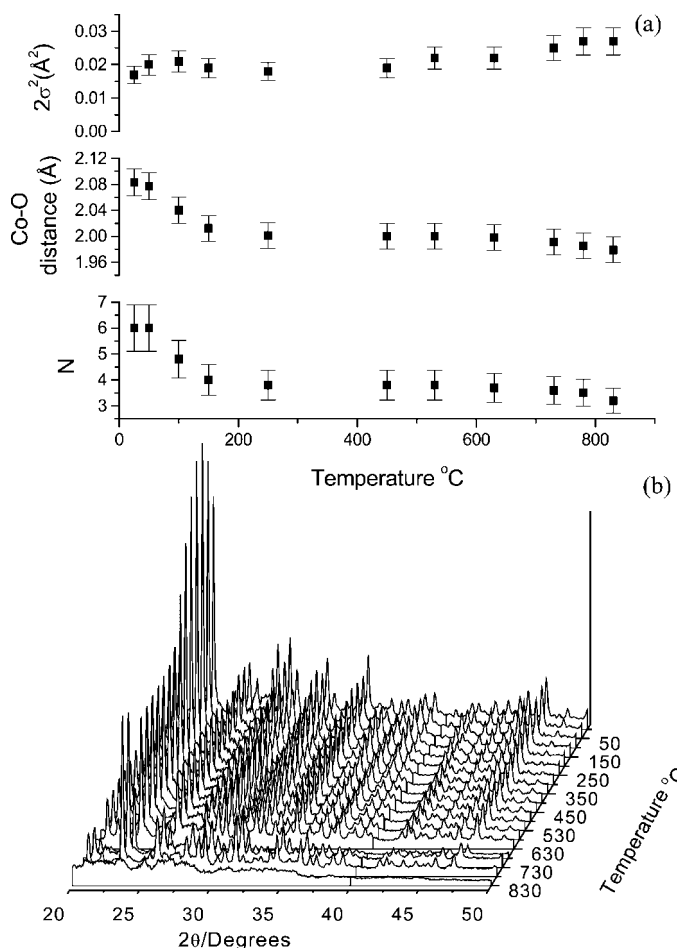 (a)
2σ²(Å²)
0.03
0.02
0.01
0.00
Co-O
distance (Å)
2.12
2.08
2.04
2.00
1.96
N
7
6
5
4
3
0 200 400 600 800
Temperature °C
(b)
50
150
250
350
450
530
630
730
830
Temperature °C
20 25 30 35 40 45 50
2θ/Degrees